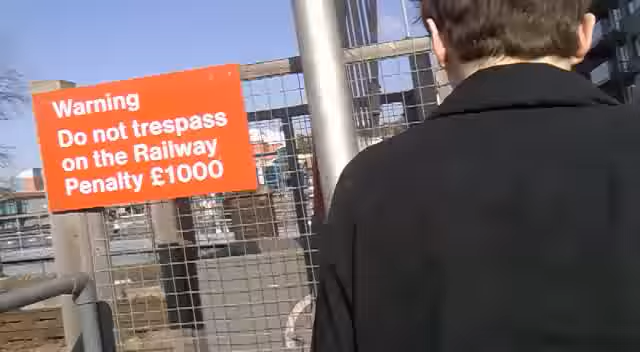 Warning
Do not trespass
on the Railway
Penalty £1000